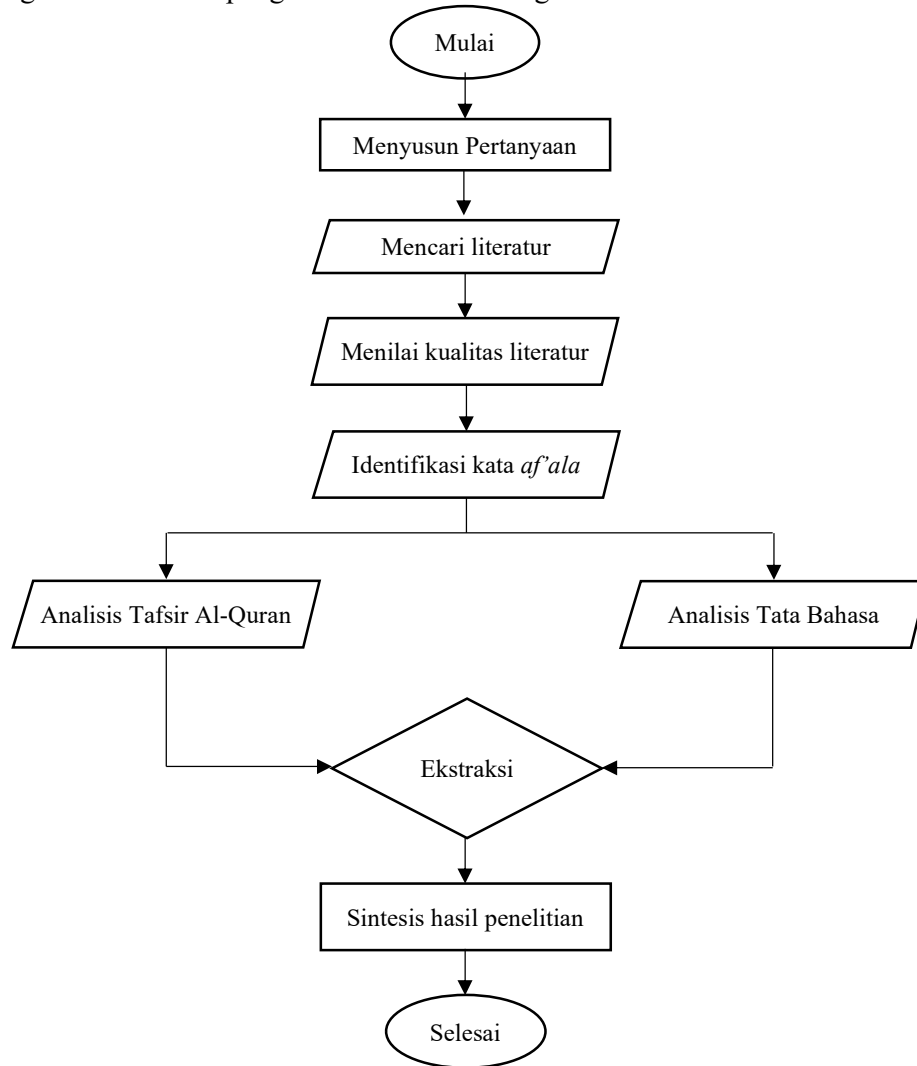 Mulai
Menyusun Pertanyaan
Mencari literatur
Menilai kualitas literatur
Identifikasi kata af’ala
Analisis Tafsir Al-Quran
Analisis Tata Bahasa
Ekstraksi
Sintesis hasil penelitian
Selesai